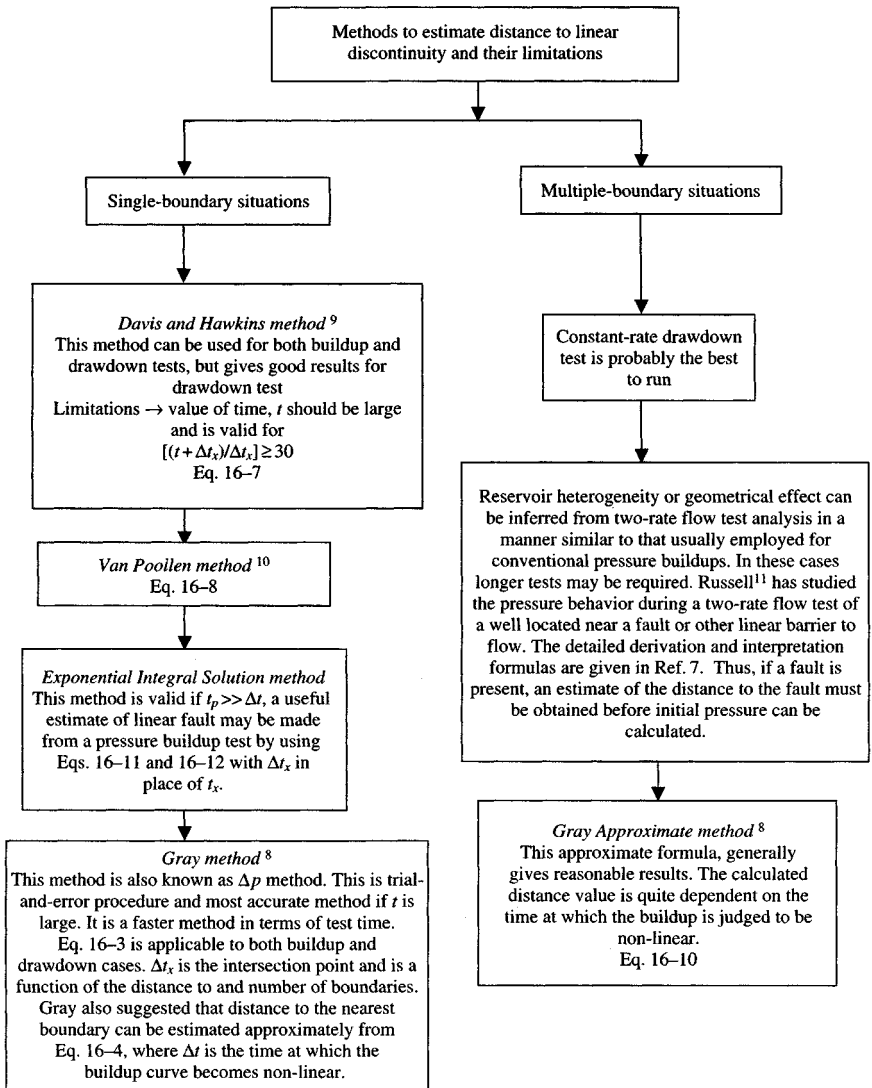 Methods to estimate distance to linear
discontinuity and their limitations
Single-boundary situations
Multiple-boundary situations
Davis and Hawkins method 9
This method can be used for both buildup and
drawdown tests, but gives good results for
drawdown test
Limitations → value of time, t should be large
and is valid for
[(t + Δtx)/Δtx] ≥ 30
Eq. 16–7
Van Poollen method 10
Eq. 16–8
Exponential Integral Solution method
This method is valid if tp >> Δt, a useful
estimate of linear fault may be made
from a pressure buildup test by using
Eqs. 16–11 and 16–12 with Δtx in
place of tx.
Gray method 8
This method is also known as Δp method. This is trial-
and-error procedure and most accurate method if t is
large. It is a faster method in terms of test time.
Eq. 16–3 is applicable to both buildup and
drawdown cases. Δtx is the intersection point and is a
function of the distance to and number of boundaries.
Gray also suggested that distance to the nearest
boundary can be estimated approximately from
Eq. 16–4, where Δt is the time at which the
buildup curve becomes non-linear.
Constant-rate drawdown
test is probably the best
to run
Reservoir heterogeneity or geometrical effect can
be inferred from two-rate flow test analysis in a
manner similar to that usually employed for
conventional pressure buildups. In these cases
longer tests may be required. Russell11 has studied
the pressure behavior during a two-rate flow test of
a well located near a fault or other linear barrier to
flow. The detailed derivation and interpretation
formulas are given in Ref. 7. Thus, if a fault is
present, an estimate of the distance to the fault must
be obtained before initial pressure can be
calculated.
Gray Approximate method 8
This approximate formula, generally
gives reasonable results. The calculated
distance value is quite dependent on the
time at which the buildup is judged to be
non-linear.
Eq. 16–10